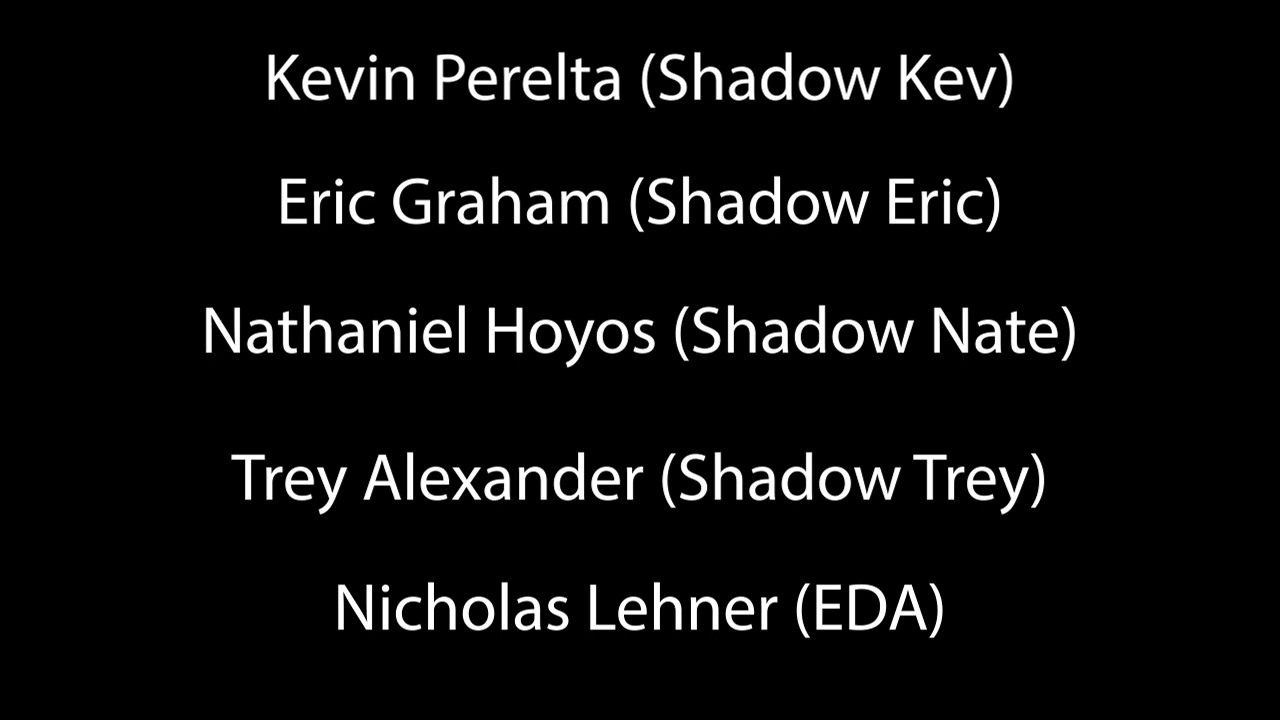 Kevin Perelta (Shadow Kev)
Eric Graham (Shadow Eric)
Nathaniel Hoyos (Shadow Nate)
Trey Alexander (Shadow Trey)
Nicholas Lehner (EDA)